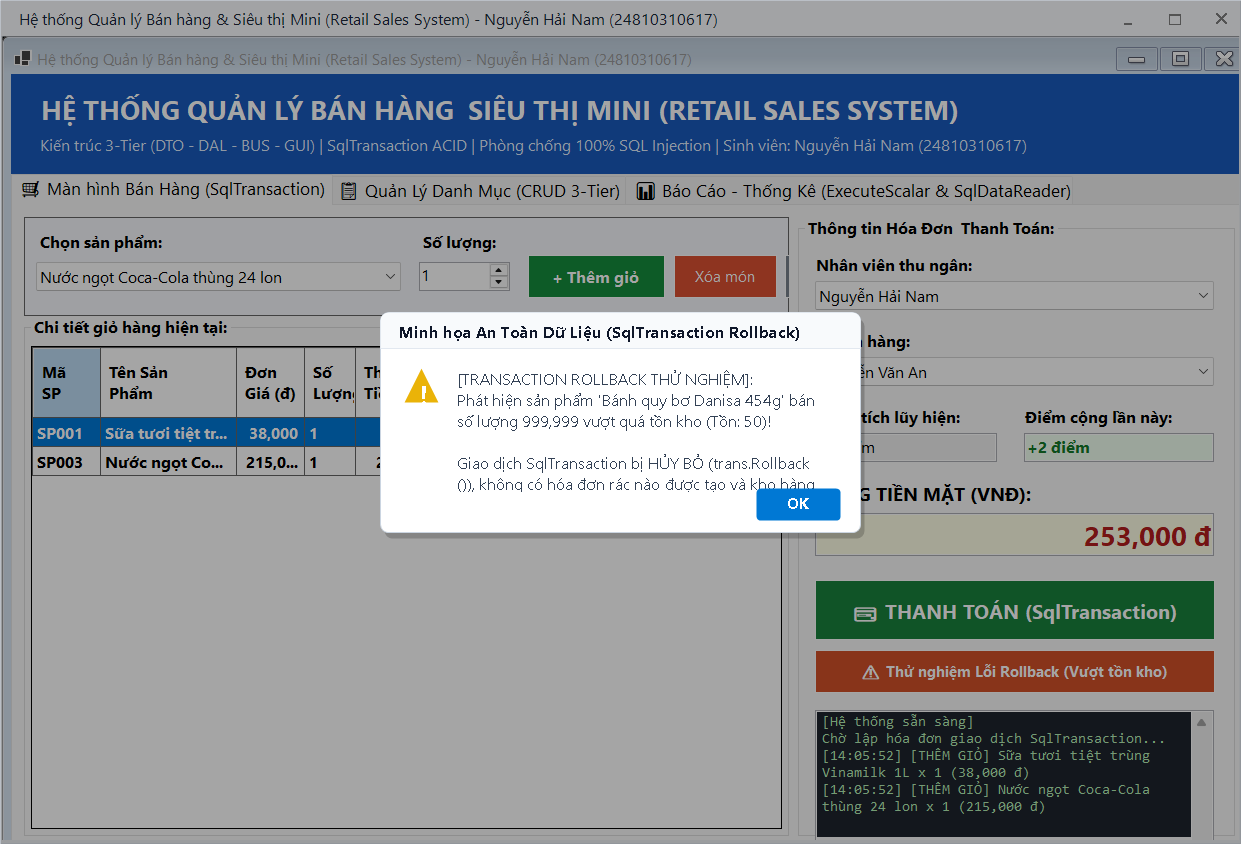 Hệ thống Quản lý Bán hàng & Siêu thị Mini (Retail Sales System) - Nguyễn Hải Nam (24810310617)
Hệ thống Quản lý Bán hàng & Siêu thị Mini (Retail Sales System) - Nguyễn Hải Nam (24810310617)
HỆ THỐNG QUẢN LÝ BÁN HÀNG SIÊU THỊ MINI (RETAIL SALES SYSTEM)
Kiến trúc 3-Tier (DTO - DAL - BUS - GUI) | SqlTransaction ACID | Phòng chống 100% SQL Injection | Sinh viên: Nguyễn Hải Nam (24810310617)
Màn hình Bán Hàng (SqlTransaction) Quản Lý Danh Mục (CRUD 3-Tier) Báo Cáo - Thống Kê (ExecuteScalar & SqlDataReader)
Chọn sản phẩm: Số lượng:
Nước ngọt Coca-Cola thùng 24 lon 1 + Thêm giỏ Xóa món
Chi tiết giỏ hàng hiện tại:
Mã SP Tên Sản Phẩm Đơn Giá (đ) Số Lượng
SP001 Sữa tươi tiệt tr... 38,000 1
SP003 Nước ngọt Co... 215,0... 1
Minh họa An Toàn Dữ Liệu (SqlTransaction Rollback)
[TRANSACTION ROLLBACK THỬ NGHIỆM]:
Phát hiện sản phẩm 'Bánh quy bơ Danisa 454g' bán
số lượng 999,999 vượt quá tồn kho (Tồn: 50)!
Giao dịch SqlTransaction bị HỦY BỎ (trans.Rollback
()), không có hóa đơn rác nào được tạo và kho hàng
OK
Thông tin Hóa Đơn Thanh Toán:
Nhân viên thu ngân:
Nguyễn Hải Nam
hàng:
Văn An
tích lũy hiện: Điểm cộng lần này:
+2 điểm
TIỀN MẶT (VNĐ):
253,000 đ
THANH TOÁN (SqlTransaction)
Thử nghiệm Lỗi Rollback (Vượt tồn kho)
[Hệ thống sẵn sàng]
Chờ lập hóa đơn giao dịch SqlTransaction...
[14:05:52] [THÊM GIỎ] Sữa tươi tiệt trùng
Vinamilk 1L x 1 (38,000 đ)
[14:05:52] [THÊM GIỎ] Nước ngọt Coca-Cola
thùng 24 lon x 1 (215,000 đ)